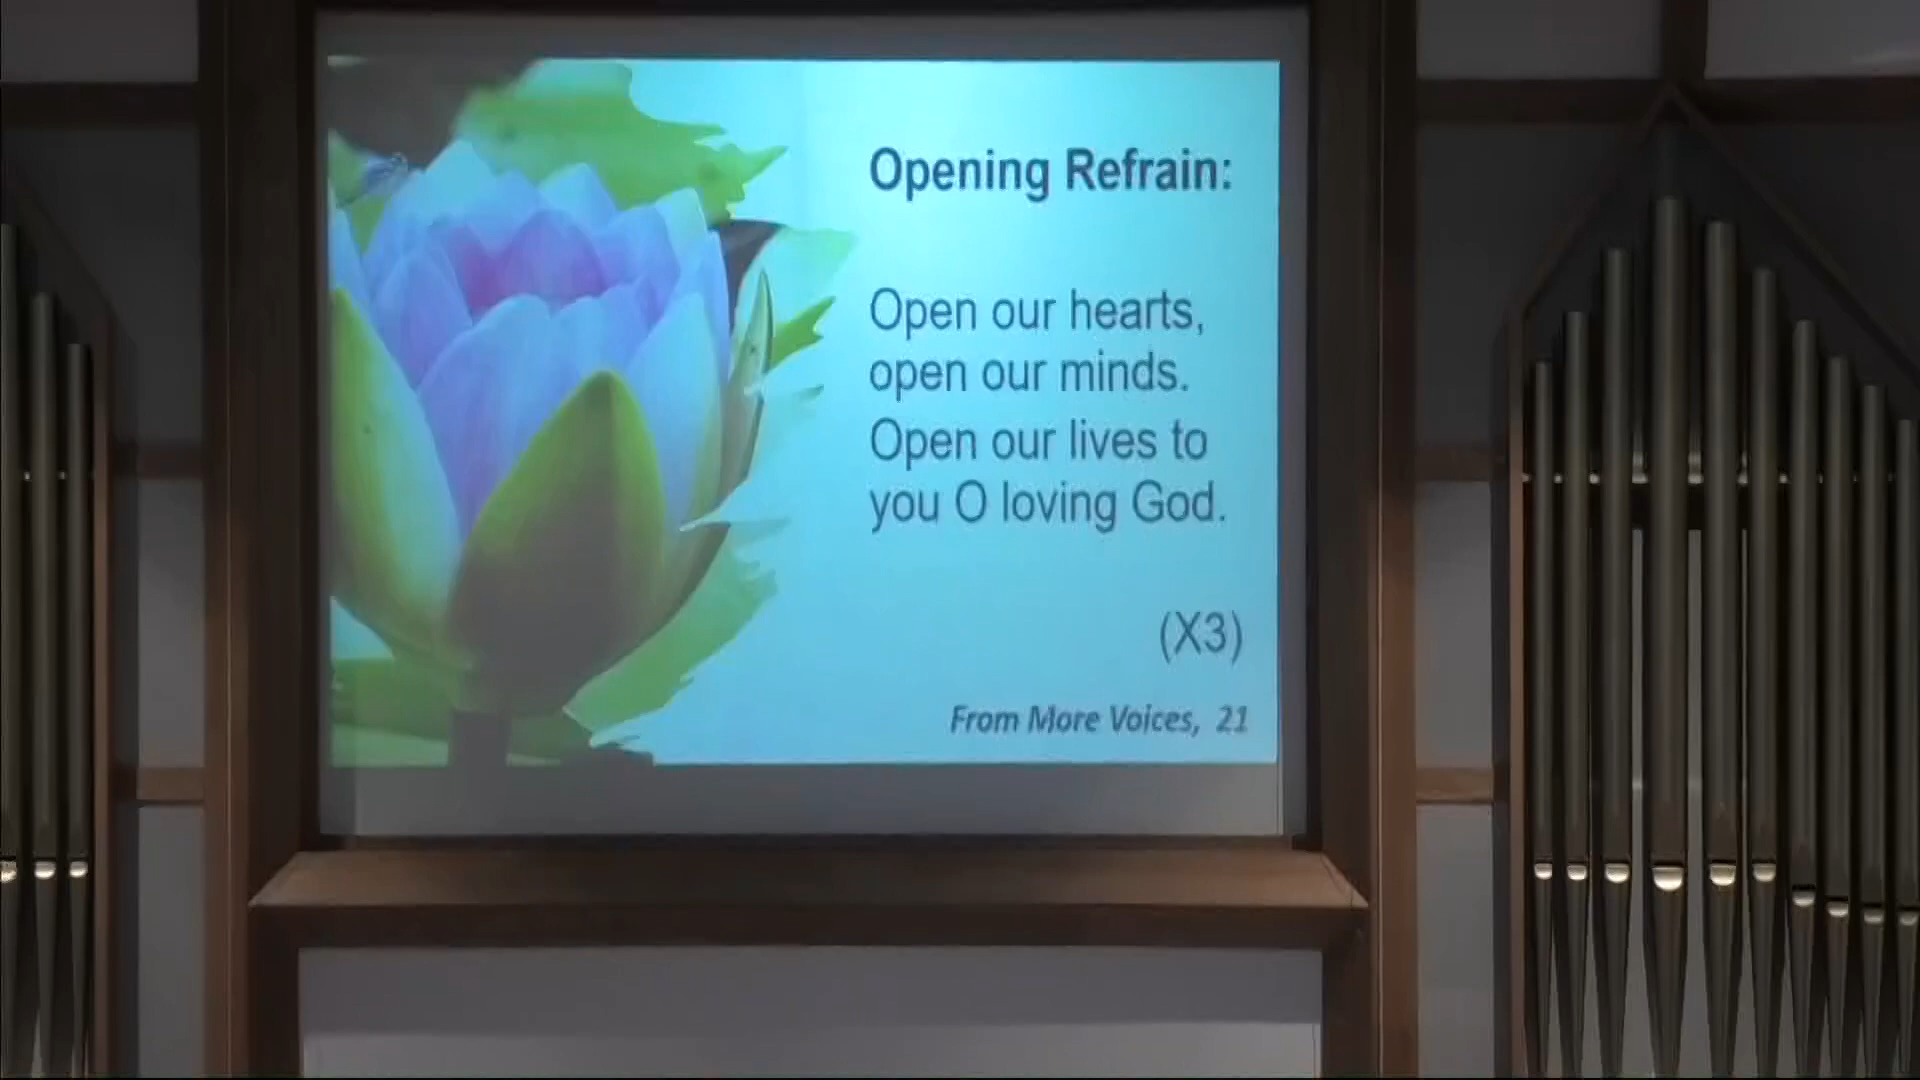 Opening Refrain:
Open our hearts,
open our minds.
Open our lives to
you O loving God.
(X3)
From More Voices, 21